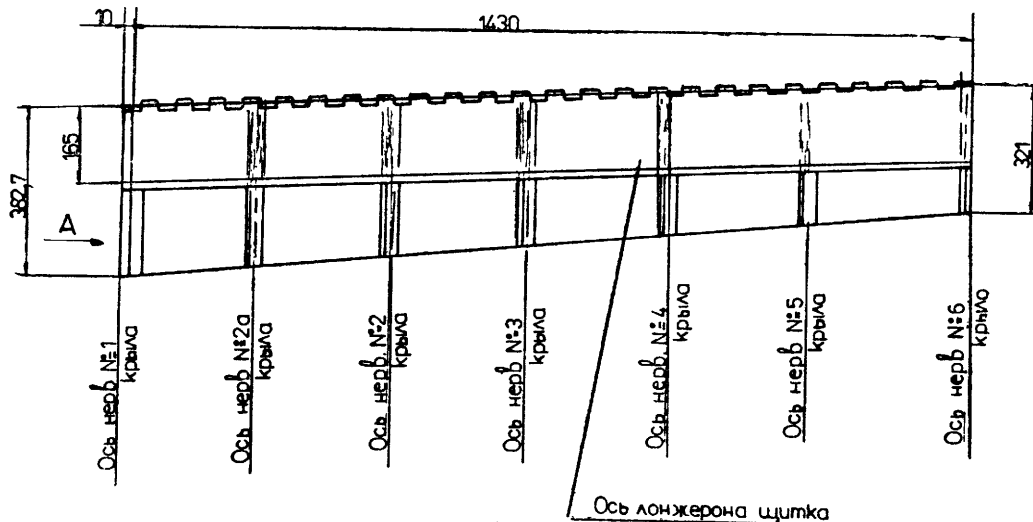 10
1430
382,7
165
321
А
Ось нерв №1
крыла
Ось нерв №2а
крыла
Ось нерв. №2
крыла
Ось нерв №3
крыла
Ось нерв. №4
крыла
Ось нерв №5
крыла
Ось нерв №6
крыла
Ось лонжерона щитка